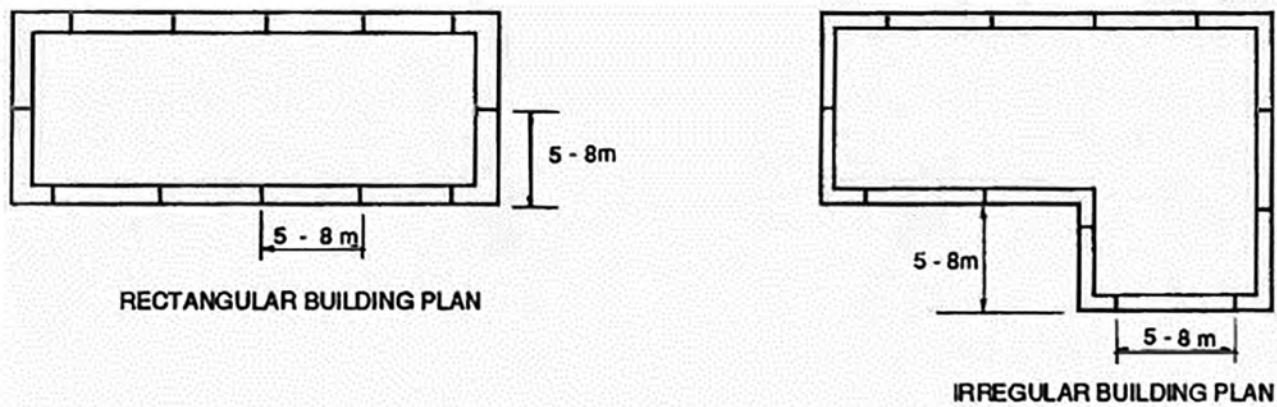 5 - 8m
5 - 8 m
RECTANGULAR BUILDING PLAN
5 - 8m
5 - 8 m
IRREGULAR BUILDING PLAN